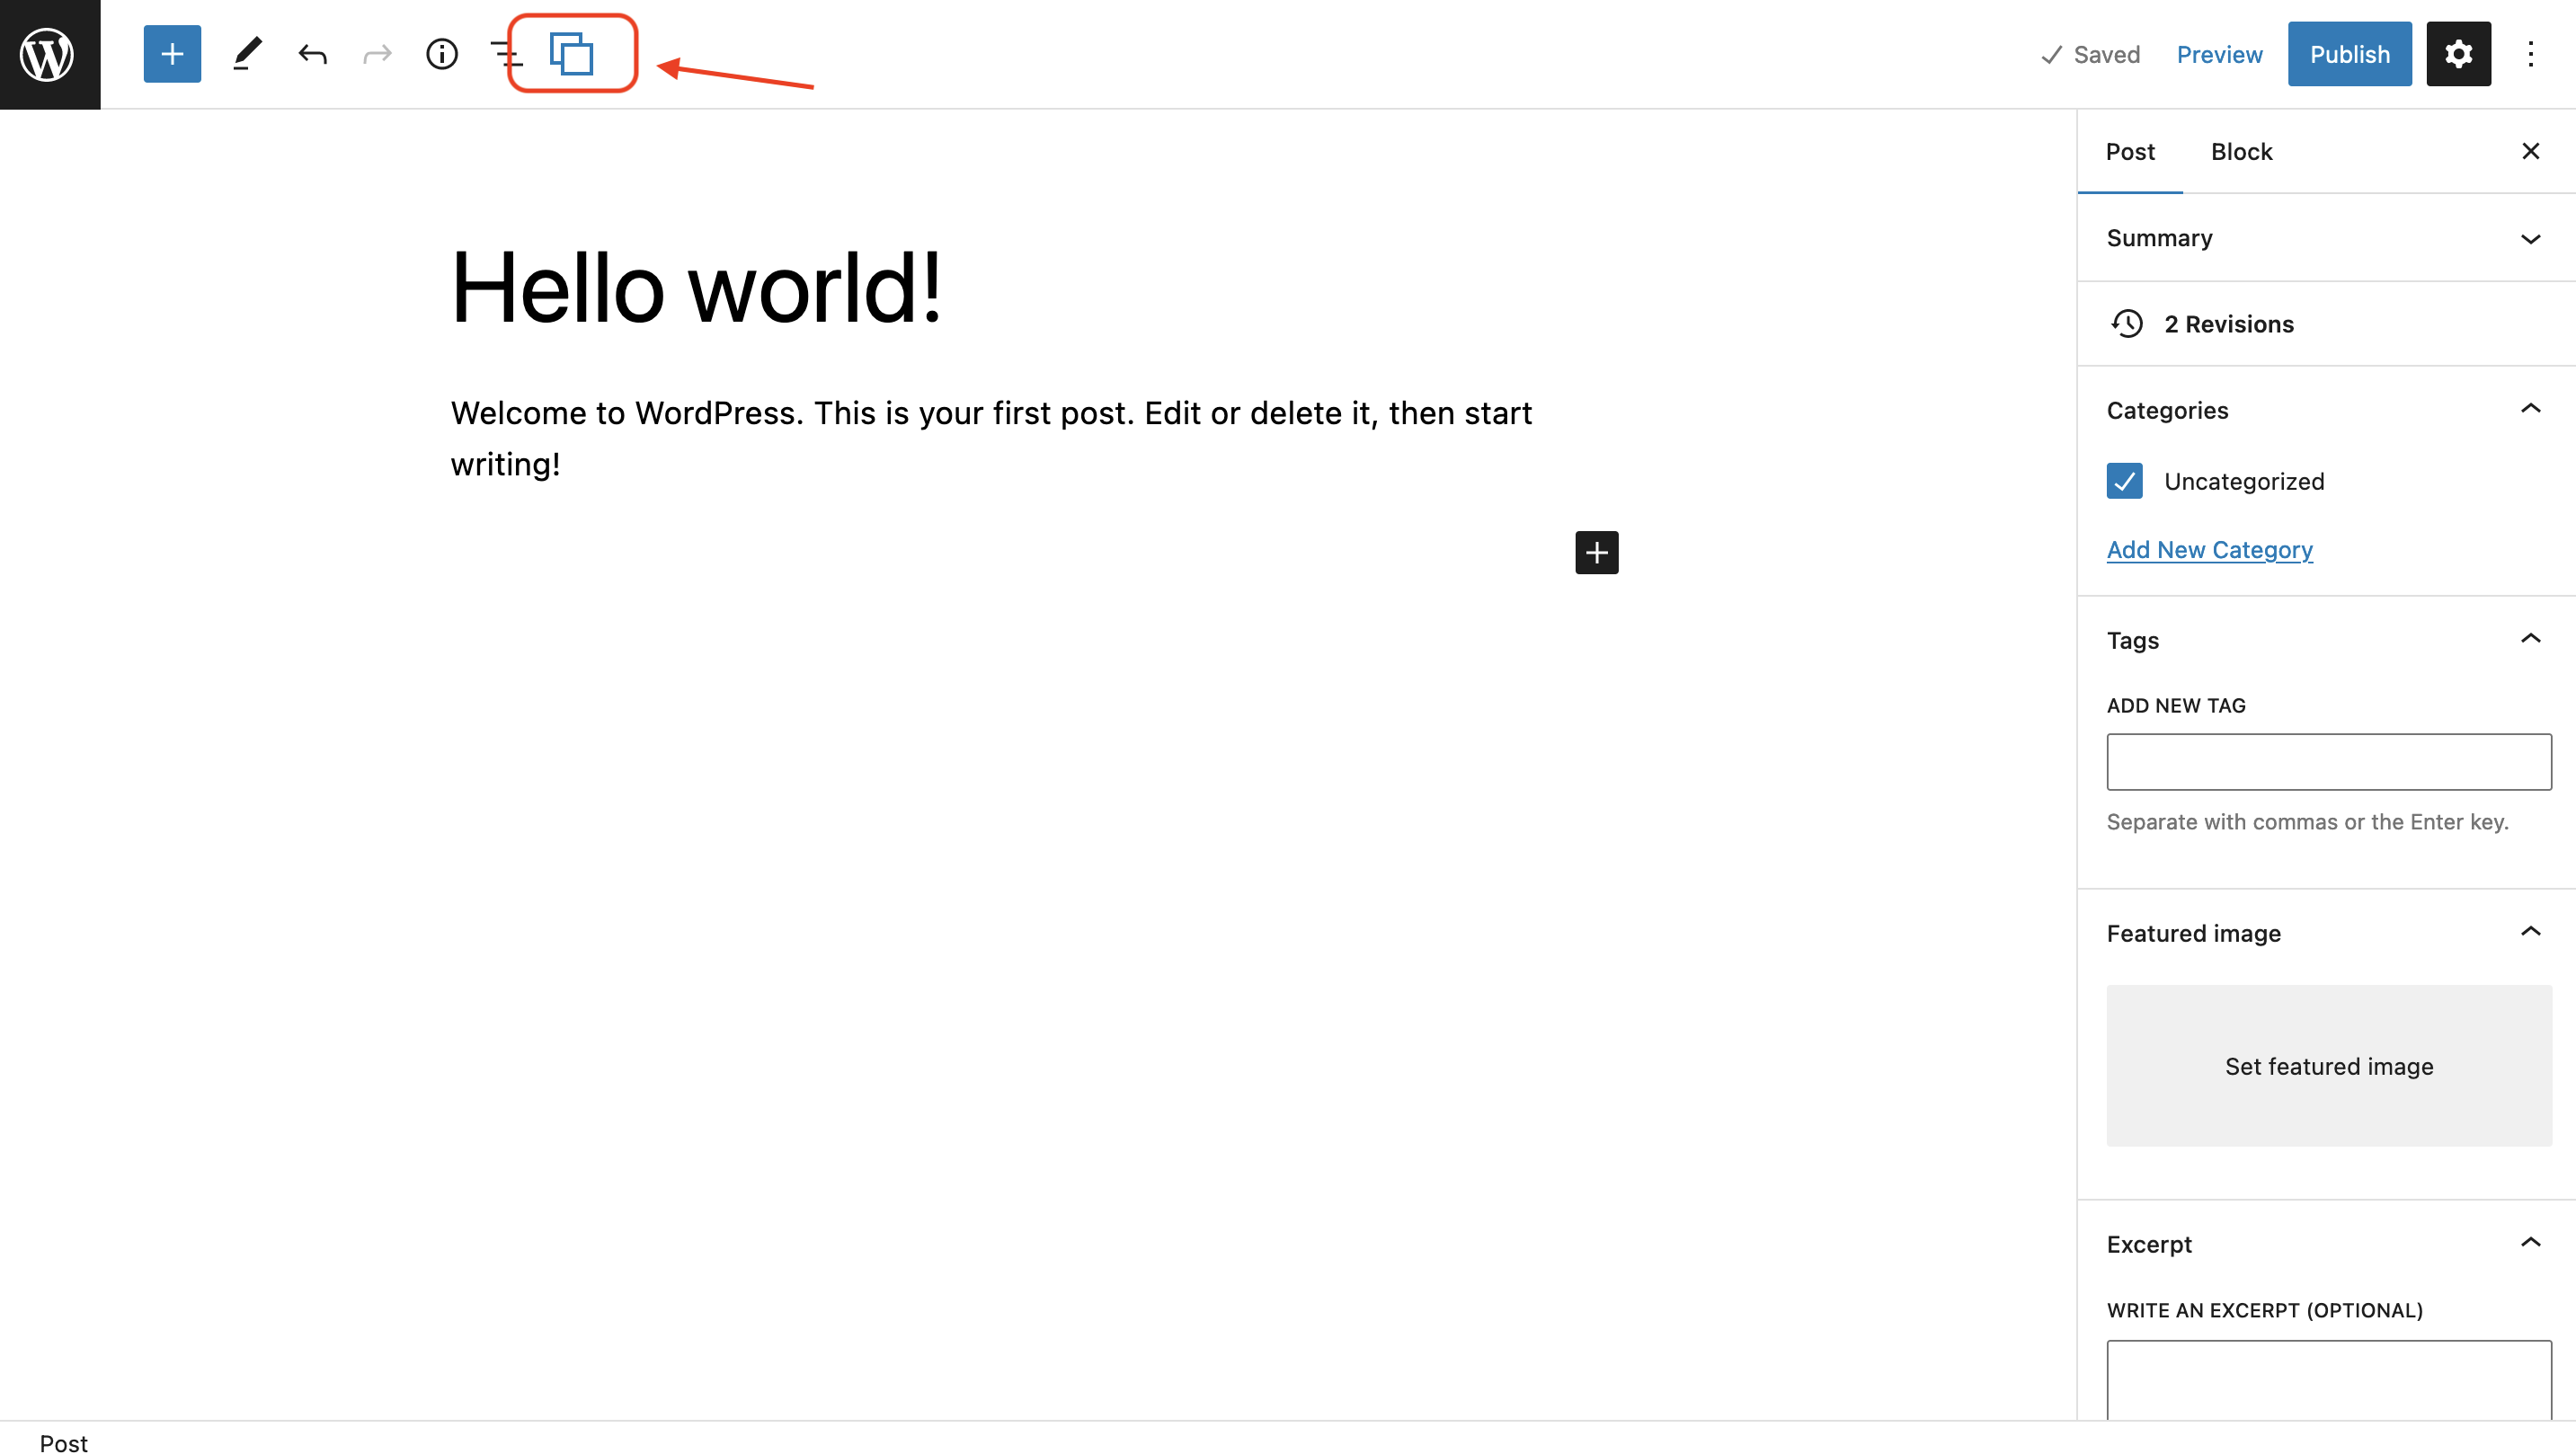 Saved
Preview
Publish
Post
Block
Summary
2 Revisions
Categories
Uncategorized
Add New Category
Tags
ADD NEW TAG
Separate with commas or the Enter key.
Featured image
Set featured image
Excerpt
WRITE AN EXCERPT (OPTIONAL)
Hello world!
Welcome to WordPress. This is your first post. Edit or delete it, then start
writing!
Post